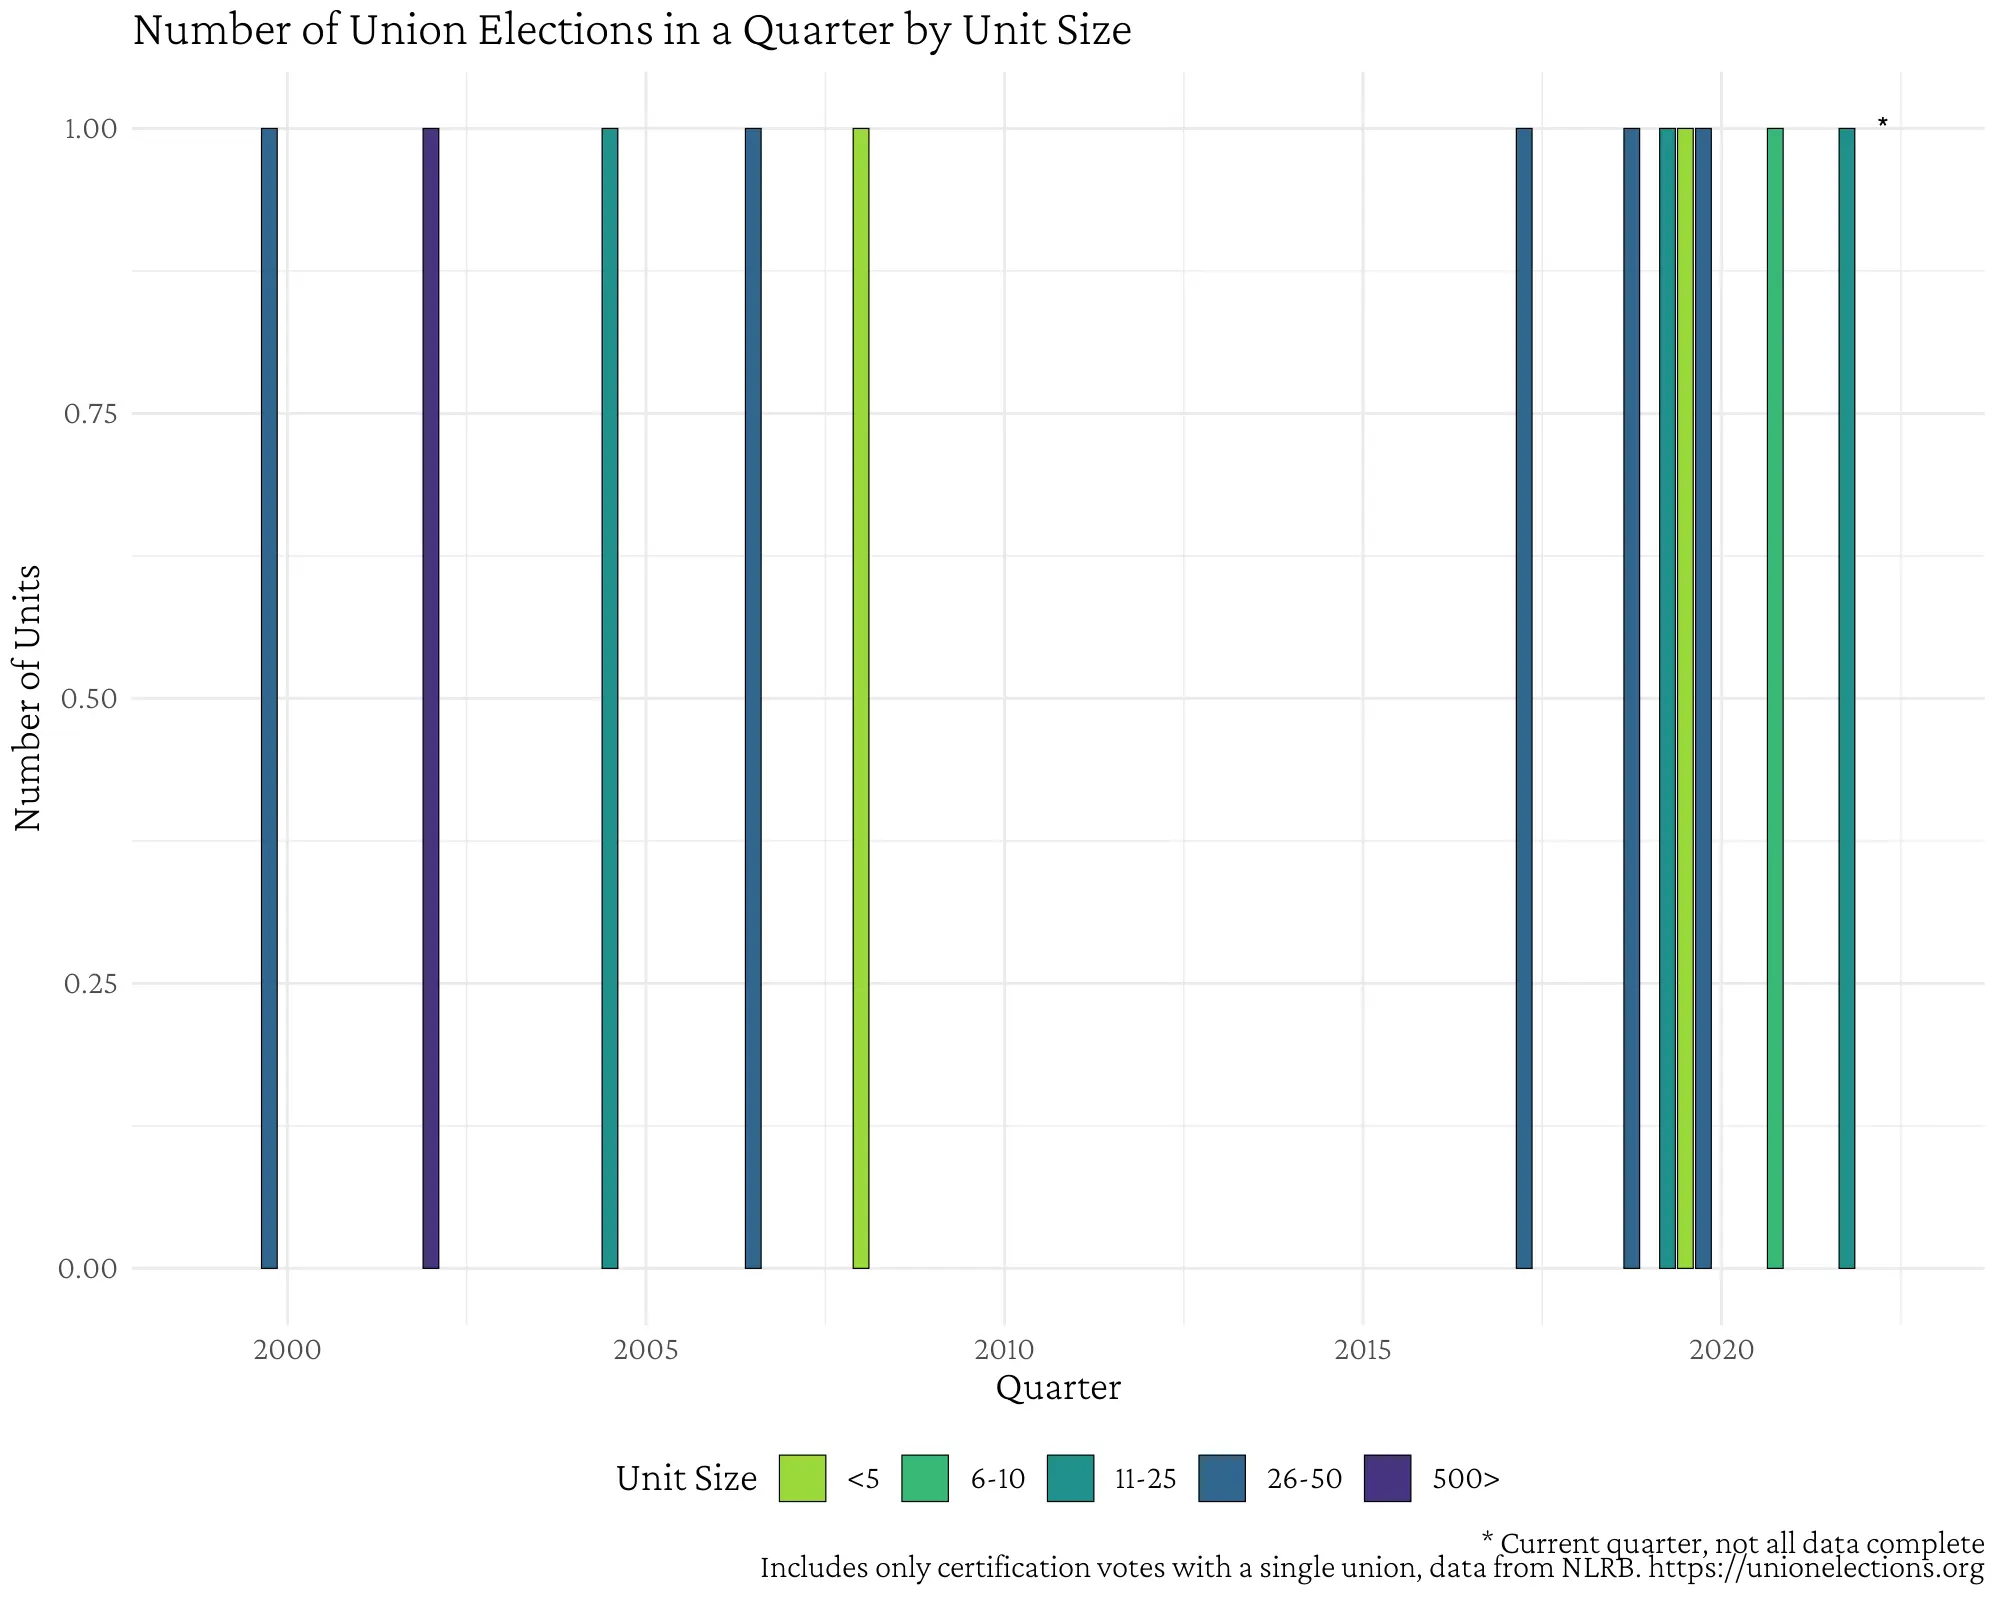 Number of Union Elections in a Quarter by Unit Size
*
1.00
0.75
0.50
0.25
0.00
Number of Units
2000 2005 2010 2015 2020
Quarter
Unit Size <5 6-10 11-25 26-50 500>
* Current quarter, not all data complete
Includes only certification votes with a single union, data from NLRB. https://unionelections.org